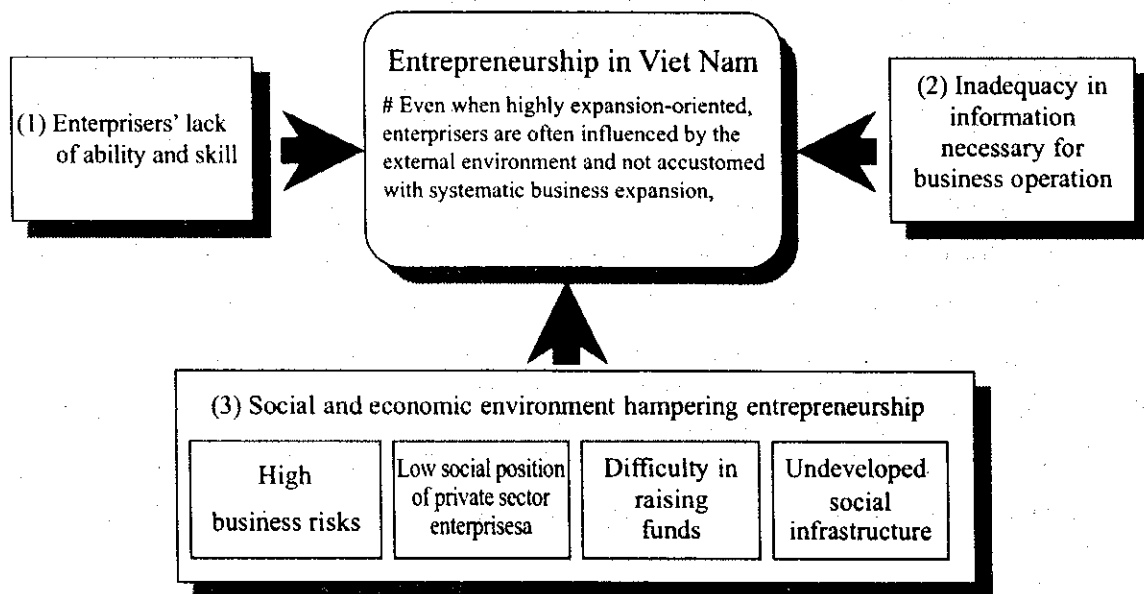 Entrepreneurship in Viet Nam
# Even when highly expansion-oriented,
enterprisers are often influenced by the
external environment and not accustomed
with systematic business expansion,
(1) Enterprisers' lack
of ability and skill
(2) Inadequacy in
information
necessary for
business operation
(3) Social and economic environment hampering entrepreneurship
High
business risks
Low social position
of private sector
enterprisesa
Difficulty in
raising
funds
Undeveloped
social
infrastructure